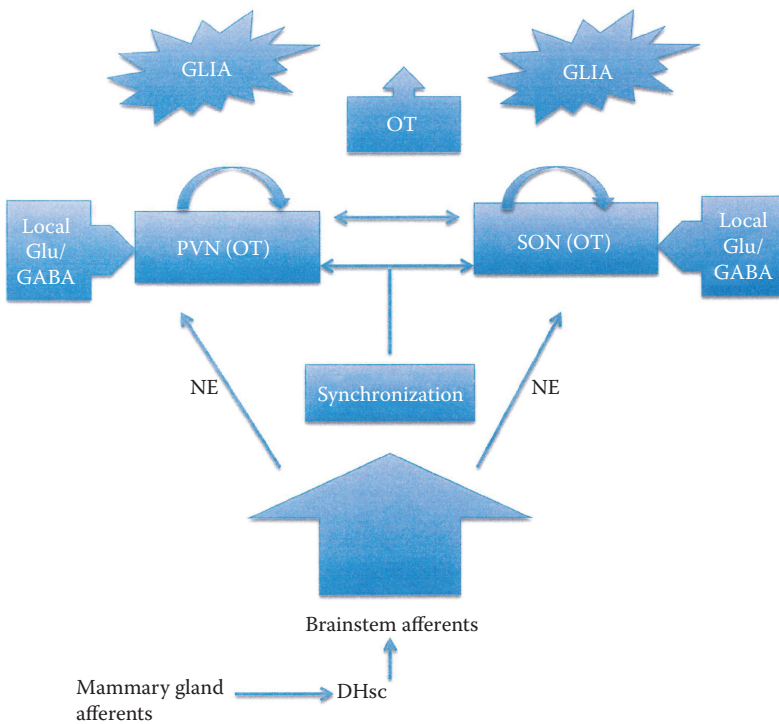 GLIA
GLIA
OT
Local
Glu/
GABA
PVN (OT)
SON (OT)
Local
Glu/
GABA
NE
Synchronization
NE
Brainstem afferents
Mammary gland
afferents
DHsc